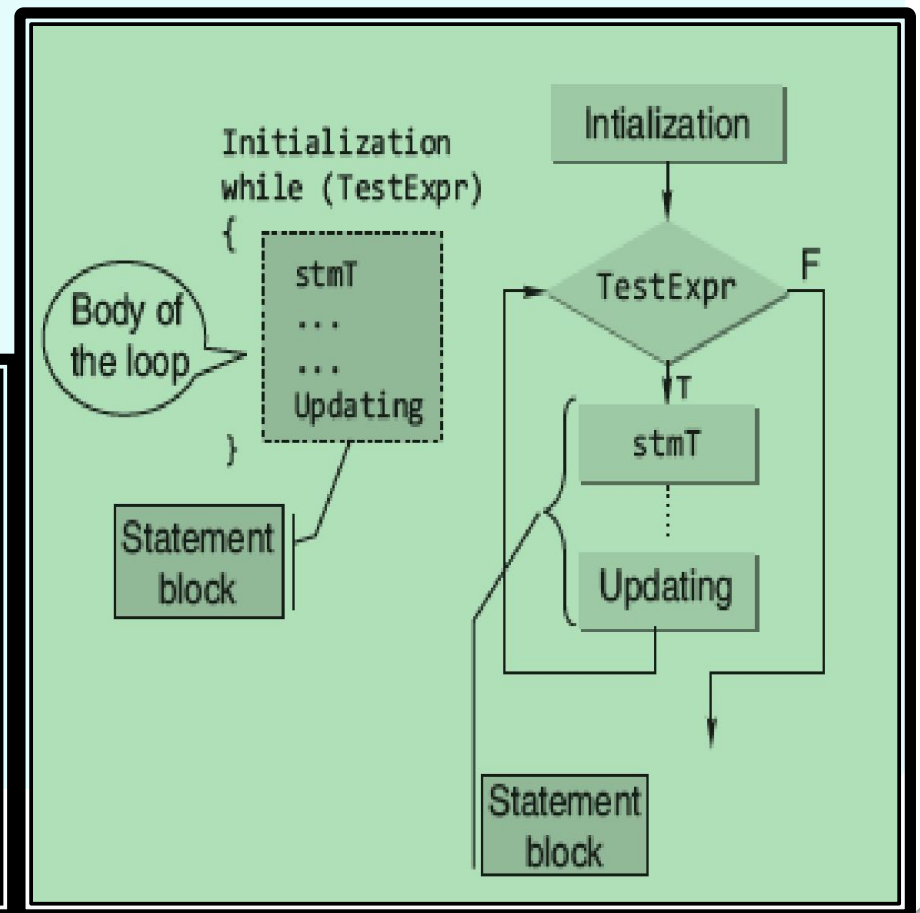 Initialization
while (TestExpr)
{
stmT
...
...
Updating
}
Body of
the loop
Statement
block
Intialization
TestExpr
F
T
stmT
Updating
Statement
block